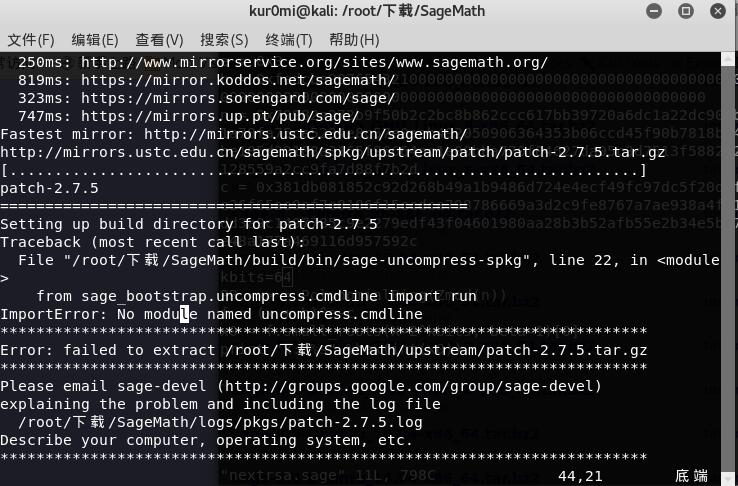 kur0mi@kali: /root/下载/SageMath
文件(F) 编辑(E) 查看(V) 搜索(S) 终端(T) 帮助(H)
250ms: http://www.mirrorservice.org/sites/www.sagemath.org/
819ms: https://mirror.koddos.net/sagemath/
323ms: https://mirrors.sorengard.com/sage/
747ms: https://mirrors.up.pt/pub/sage/
Fastest mirror: http://mirrors.ustc.edu.cn/sagemath/
http://mirrors.ustc.edu.cn/sagemath/spkg/upstream/patch/patch-2.7.5.tar.gz
[......................................................................]
patch-2.7.5
====================================================
Setting up build directory for patch-2.7.5
Traceback (most recent call last):
File "/root/下载/SageMath/build/bin/sage-uncompress-spkg", line 22, in <module
>
from sage_bootstrap.uncompress.cmdline import run
ImportError: No module named uncompress.cmdline
************************************************************************
Error: failed to extract /root/下载/SageMath/upstream/patch-2.7.5.tar.gz
************************************************************************
Please email sage-devel (http://groups.google.com/group/sage-devel)
explaining the problem and including the log file
/root/下载/SageMath/logs/pkgs/patch-2.7.5.log
Describe your computer, operating system, etc.
************************************************************************
"nextrsa.sage" 11L, 798C 44,21 底端